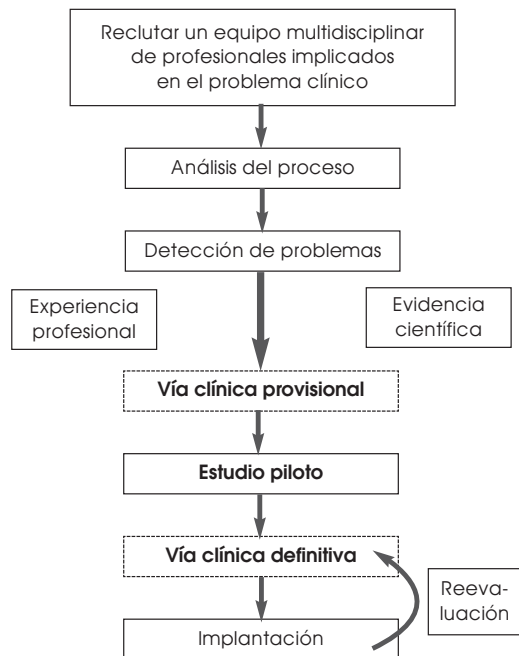 Reclutar un equipo multidisciplinar
de profesionales implicados
en el problema clínico
Análisis del proceso
Detección de problemas
Experiencia
profesional
Evidencia
científica
Vía clínica provisional
Estudio piloto
Vía clínica definitiva
Reeva-
luación
Implantación